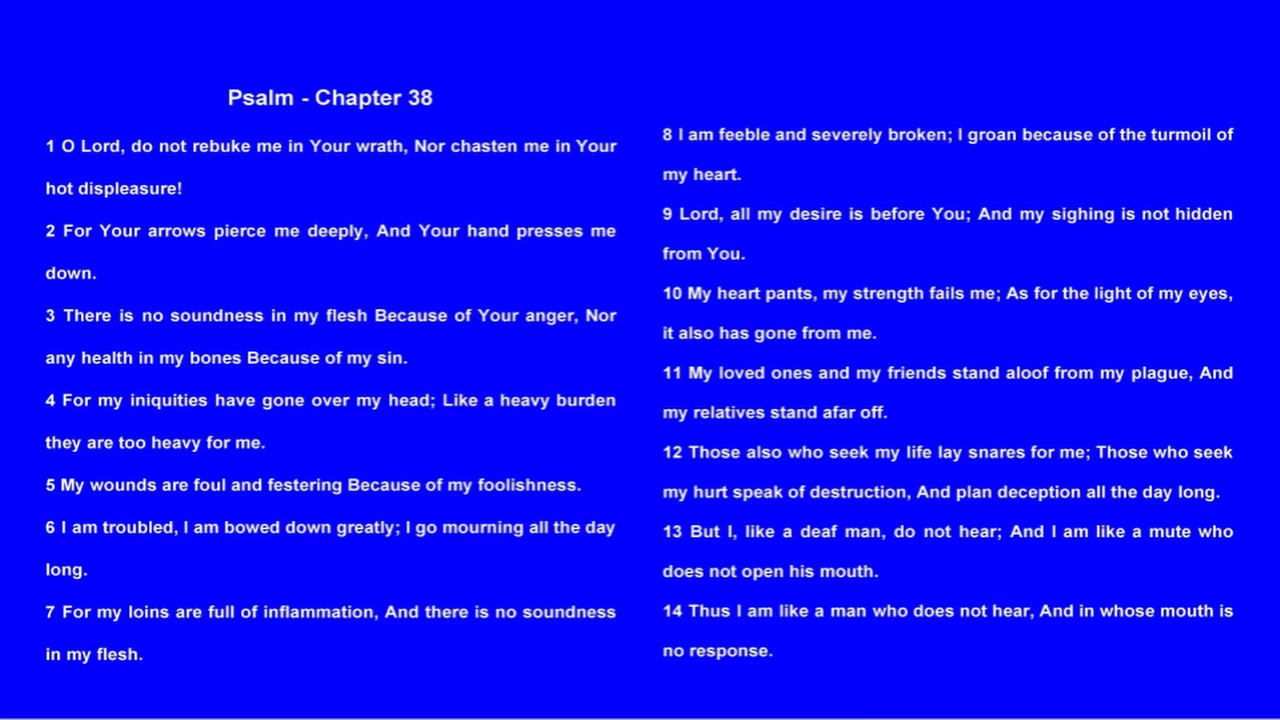 Psalm - Chapter 38
1 O Lord, do not rebuke me in Your wrath, Nor chasten me in Your
hot displeasure!
2 For Your arrows pierce me deeply, And Your hand presses me
down.
3 There is no soundness in my flesh Because of Your anger, Nor
any health in my bones Because of my sin.
4 For my iniquities have gone over my head; Like a heavy burden
they are too heavy for me.
5 My wounds are foul and festering Because of my foolishness.
6 I am troubled, I am bowed down greatly; I go mourning all the day
long.
7 For my loins are full of inflammation, And there is no soundness
in my flesh.
8 I am feeble and severely broken; I groan because of the turmoil of
my heart.
9 Lord, all my desire is before You; And my sighing is not hidden
from You.
10 My heart pants, my strength fails me; As for the light of my eyes,
it also has gone from me.
11 My loved ones and my friends stand aloof from my plague, And
my relatives stand afar off.
12 Those also who seek my life lay snares for me; Those who seek
my hurt speak of destruction, And plan deception all the day long.
13 But I, like a deaf man, do not hear; And I am like a mute who
does not open his mouth.
14 Thus I am like a man who does not hear, And in whose mouth is
no response.